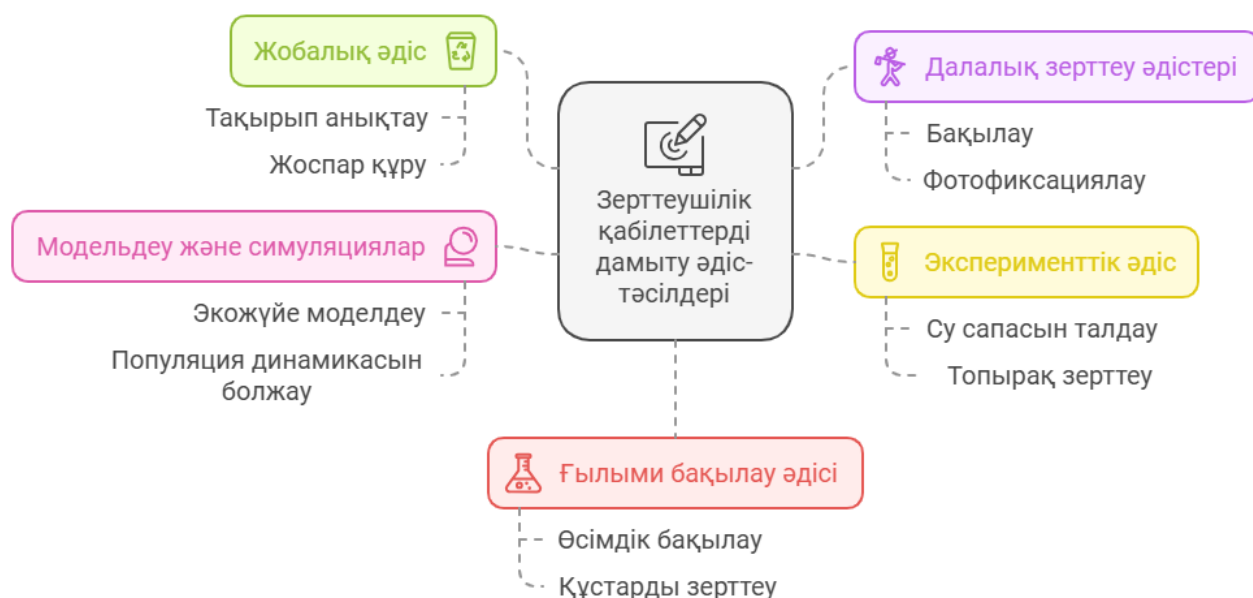 Жобалық әдіс
Тақырып анықтау
Жоспар құру
Модельдеу және симуляциялар
Экожүйе моделдеу
Популяция динамикасын
болжау
Зерттеушілік
қабілеттерді
дамыту әдіс-
тәсілдері
Далалық зерттеу әдістері
Бақылау
Фотофиксациялау
Эксперименттік әдіс
Су сапасын талдау
Топырақ зерттеу
Ғылыми бақылау әдісі
Өсімдік бақылау
Құстарды зерттеу